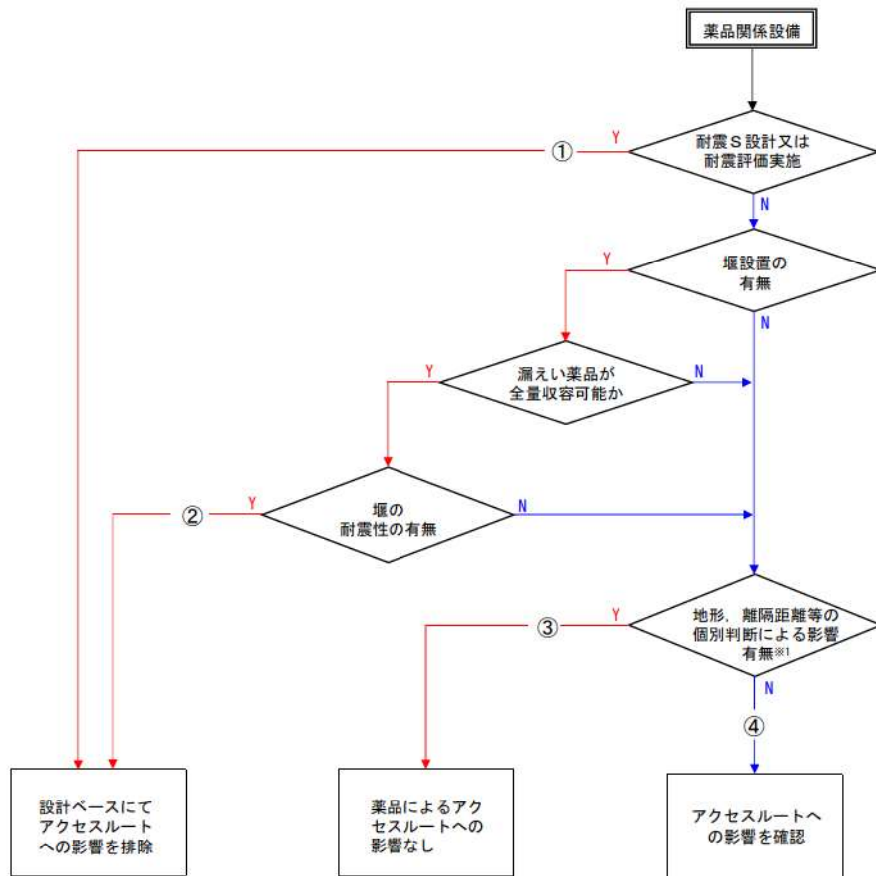 薬品関係設備
Y
①
耐震S設計又は
耐震評価実施
N
Y
堰設置の
有無
N
Y
漏えい薬品が
全量収容可能か
N
Y
②
堰の
耐震性の有無
N
Y
③
地形，離隔距離等の
個別判断による影響
有無※1
N
④
設計ベースにて
アクセスルート
への影響を排除
薬品によるアク
セスルートへの
影響なし
アクセスルートへ
の影響を確認